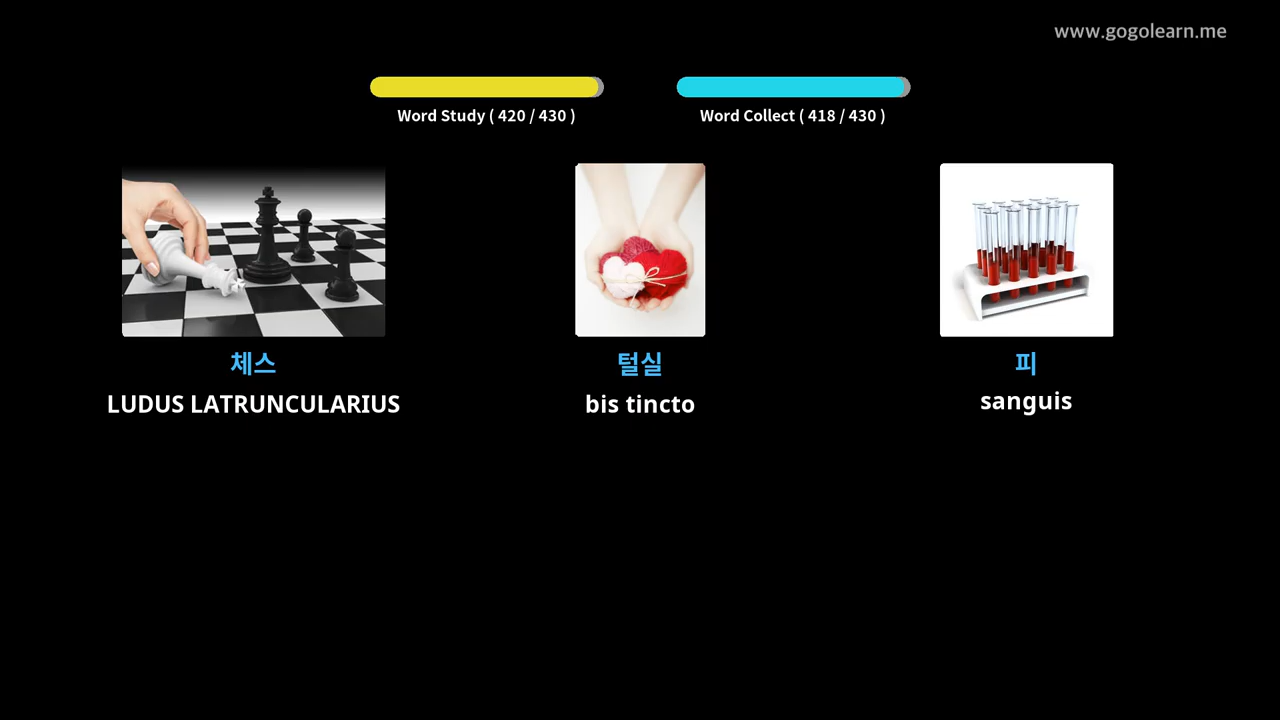 www.gogolearn.me
Word Study ( 420 / 430 )
Word Collect ( 418 / 430 )
체스
털실
피
LUDUS LATRUNCULARIUS
bis tincto
sanguis